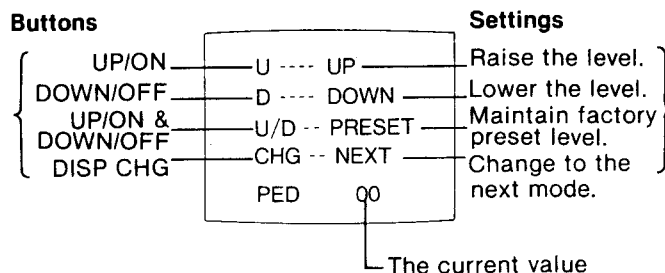 Buttons
Settings
UP/ON U ---- UP Raise the level.
DOWN/OFF D ---- DOWN Lower the level.
UP/ON & DOWN/OFF U/D -- PRESET Maintain factory preset level.
DISP CHG CHG -- NEXT Change to the next mode.
PED 00
The current value